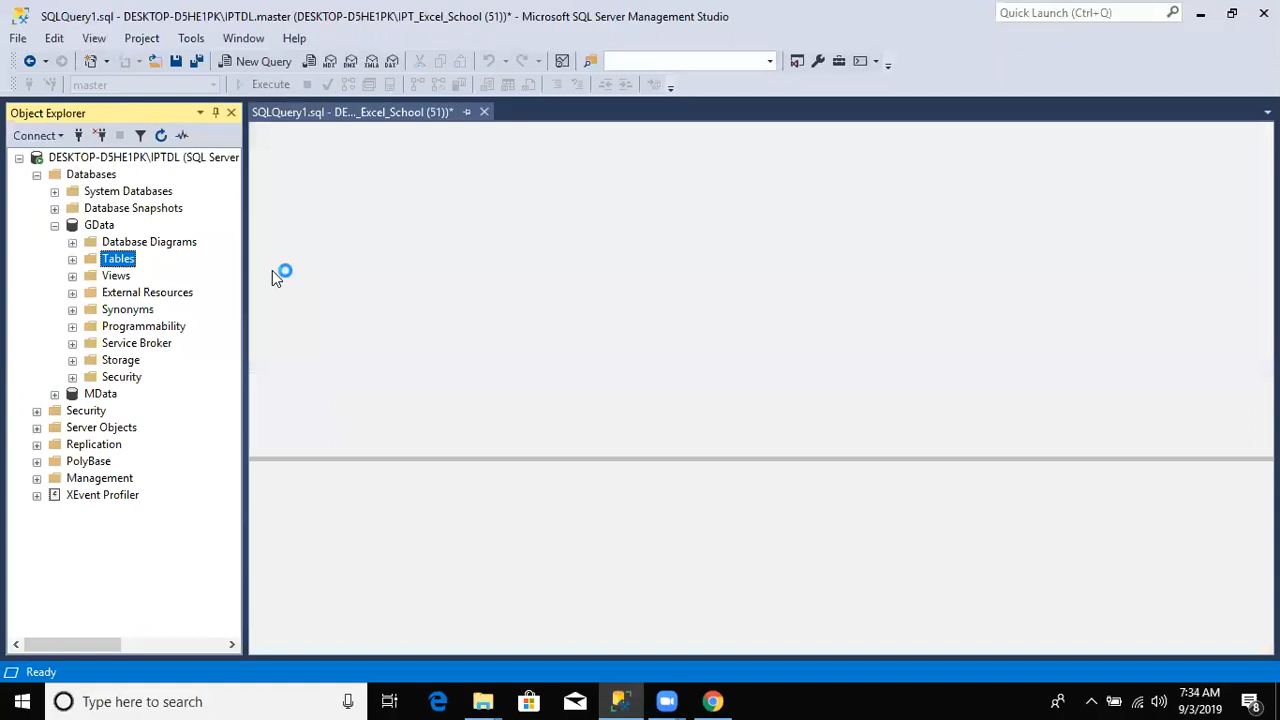 SQLQuery1.sql - DESKTOP-D5HE1PK\IPTDL.master (DESKTOP-D5HE1PK\IPT_Excel_School (51))* - Microsoft SQL Server Management Studio
Quick Launch (Ctrl+Q)
File Edit View Project Tools Window Help
New Query
master
Execute
Object Explorer
SQLQuery1.sql - DE..._Excel_School (51))*
Connect
DESKTOP-D5HE1PK\IPTDL (SQL Server
Databases
System Databases
Database Snapshots
GData
Database Diagrams
Tables
Views
External Resources
Synonyms
Programmability
Service Broker
Storage
Security
MData
Security
Server Objects
Replication
PolyBase
Management
XEvent Profiler
Ready
Type here to search
7:34 AM
9/3/2019
8